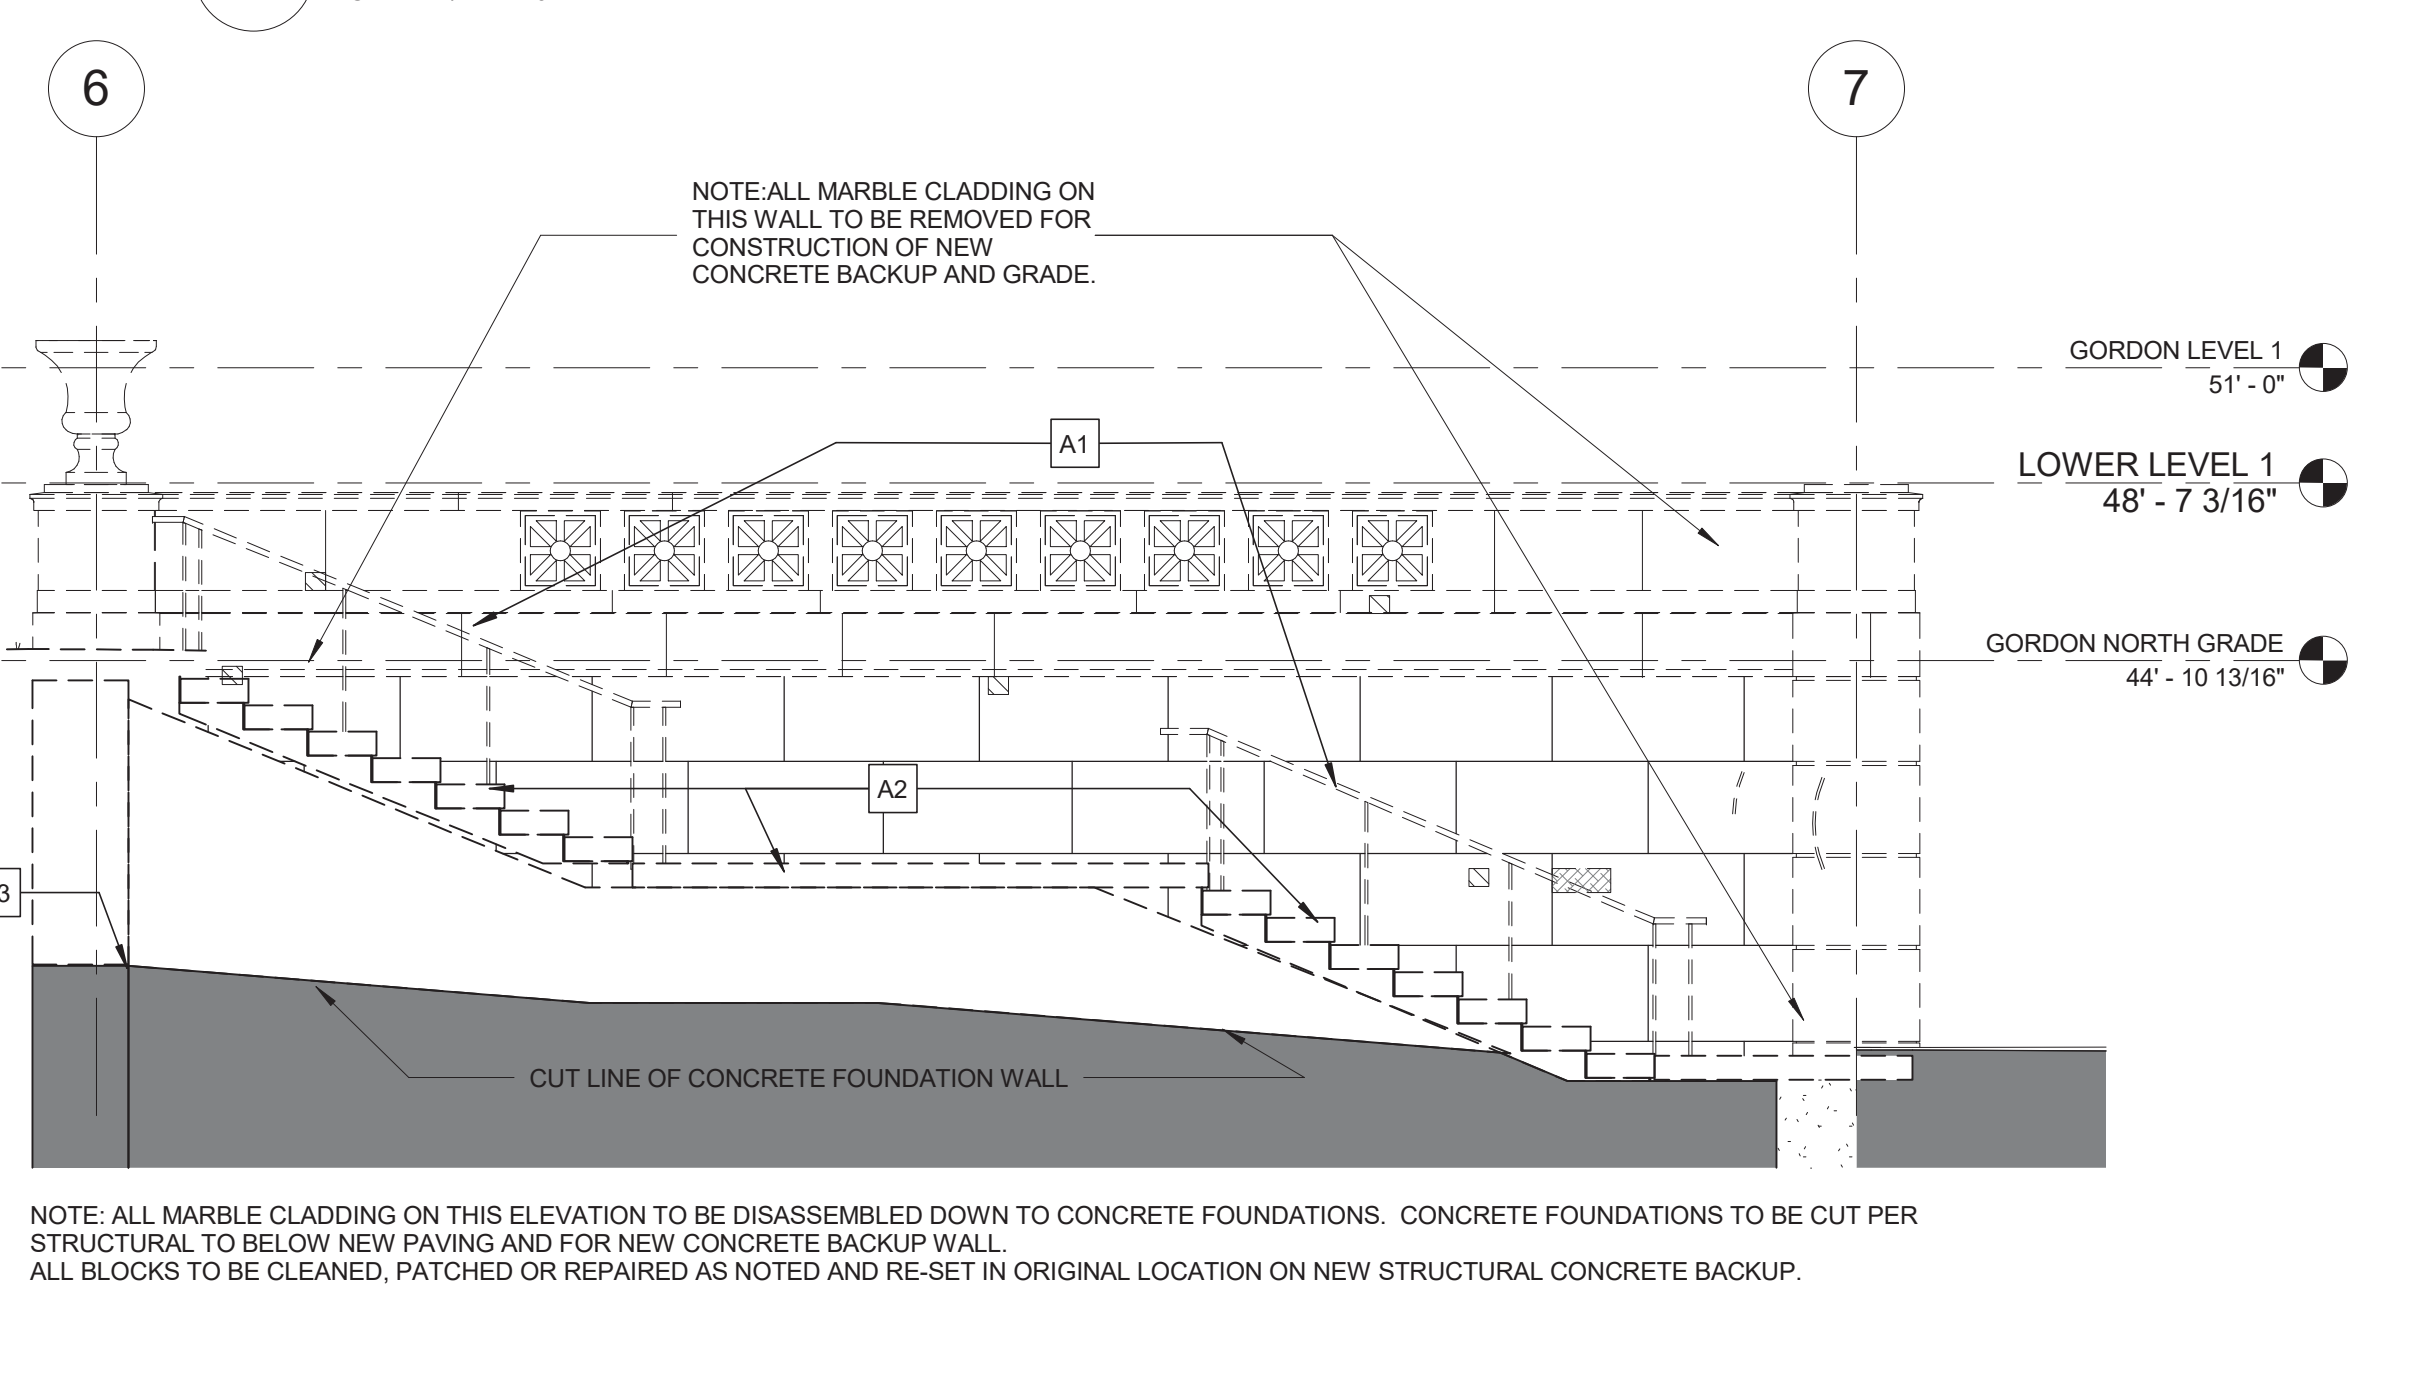 6
7
NOTE:ALL MARBLE CLADDING ON
THIS WALL TO BE REMOVED FOR
CONSTRUCTION OF NEW
CONCRETE BACKUP AND GRADE.
GORDON LEVEL 1
51' - 0"
A1
LOWER LEVEL 1
48' - 7 3/16"
GORDON NORTH GRADE
44' - 10 13/16"
A2
3
CUT LINE OF CONCRETE FOUNDATION WALL
NOTE: ALL MARBLE CLADDING ON THIS ELEVATION TO BE DISASSEMBLED DOWN TO CONCRETE FOUNDATIONS.  CONCRETE FOUNDATIONS TO BE CUT PER
STRUCTURAL TO BELOW NEW PAVING AND FOR NEW CONCRETE BACKUP WALL.
ALL BLOCKS TO BE CLEANED, PATCHED OR REPAIRED AS NOTED AND RE-SET IN ORIGINAL LOCATION ON NEW STRUCTURAL CONCRETE BACKUP.